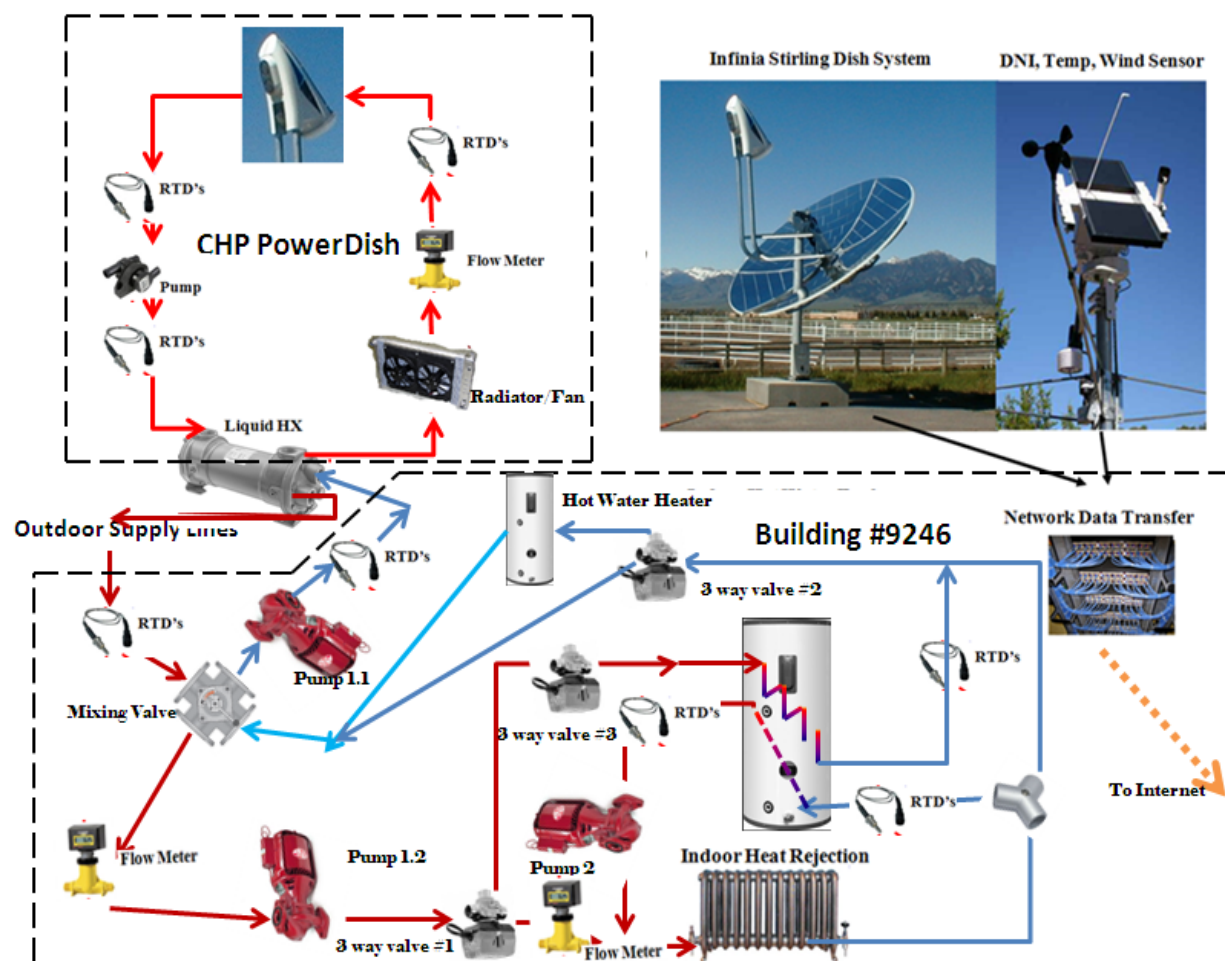 Infinia Stirling Dish System
DNI, Temp, Wind Sensor
RTD's
RTD's
CHP PowerDish
Flow Meter
Pump
RTD's
Radiator/Fan
Liquid HX
Hot Water Heater
Outdoor Supply Lines
Building #9246
Network Data Transfer
RTD's
3 way valve #2
RTD's
RTD's
Pump 1.1
Mixing Valve
RTD's
3 way valve #3
To Internet
RTD's
Pump 1.2
Flow Meter
Pump 2
Indoor Heat Rejection
3 way valve #1
Flow Meter